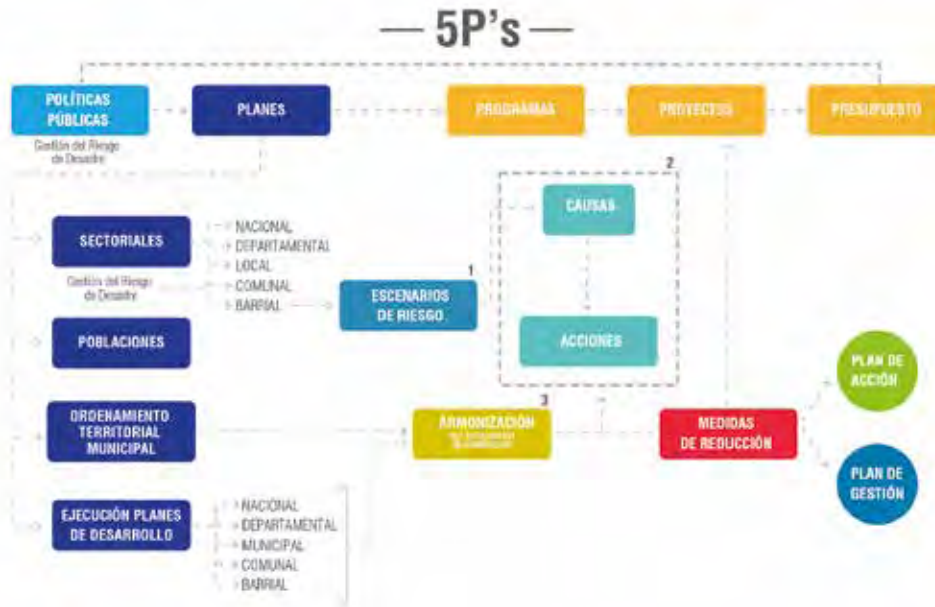 5P's
POLÍTICAS
PÚBLICAS
PLANES
PROGRAMAS
PROYECTOS
PRESUPUESTO
Gestión del Riesgo
de Desastre
2
CAUSAS
SECTORIALES
NACIONAL
DEPARTAMENTAL
LOCAL
COMUNAL
BARRIAL
Gestión del Riesgo
de Desastre
1
ESCENARIOS
DE RIESGO
POBLACIONES
ACCIONES
PLAN DE
ACCIÓN
3
ORDENAMIENTO
TERRITORIAL
MUNICIPAL
ARMONIZACIÓN
MEDIDAS
DE REDUCCIÓN
PLAN DE
GESTIÓN
EJECUCIÓN PLANES
DE DESARROLLO
NACIONAL
DEPARTAMENTAL
MUNICIPAL
COMUNAL
BARRIAL